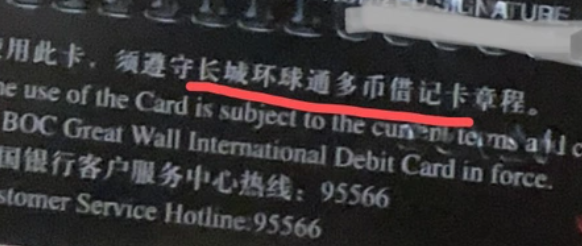 SIGNATURE
用此卡，须遵守长城环球通多币借记卡章程。
use of the Card is subject to the current terms and
BOC Great Wall International Debit Card in force.
国银行客户服务中心热线：95566
stomer Service Hotline:95566